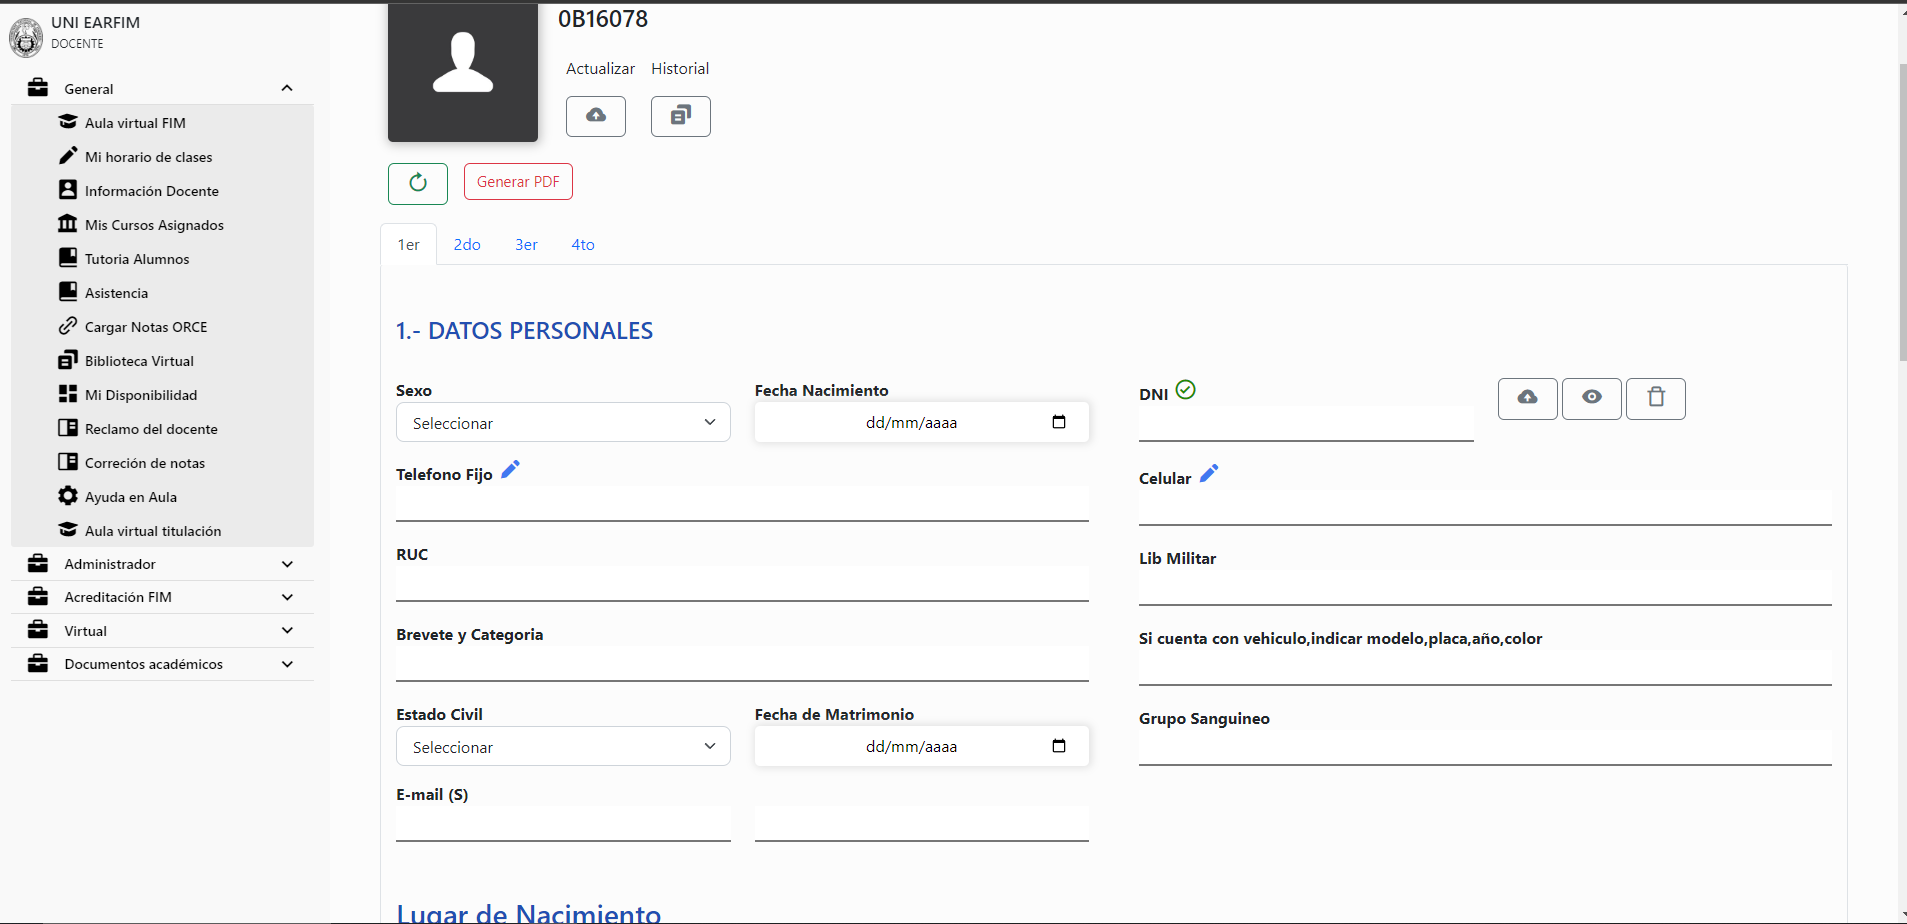 UNI EARFIM
DOCENTE
General
Aula virtual FIM
Mi horario de clases
Información Docente
Mis Cursos Asignados
Tutoria Alumnos
Asistencia
Cargar Notas ORCE
Biblioteca Virtual
Mi Disponibilidad
Reclamo del docente
Correción de notas
Ayuda en Aula
Aula virtual titulación
Administrador
Acreditación FIM
Virtual
Documentos académicos
0B16078
Actualizar Historial
Generar PDF
1er 2do 3er 4to
1.- DATOS PERSONALES
Sexo Fecha Nacimiento DNI
Seleccionar dd/mm/aaaa
Telefono Fijo Celular
RUC Lib Militar
Brevete y Categoria Si cuenta con vehiculo,indicar modelo,placa,año,color
Estado Civil Fecha de Matrimonio Grupo Sanguineo
Seleccionar dd/mm/aaaa
E-mail (S)
Lugar de Nacimiento